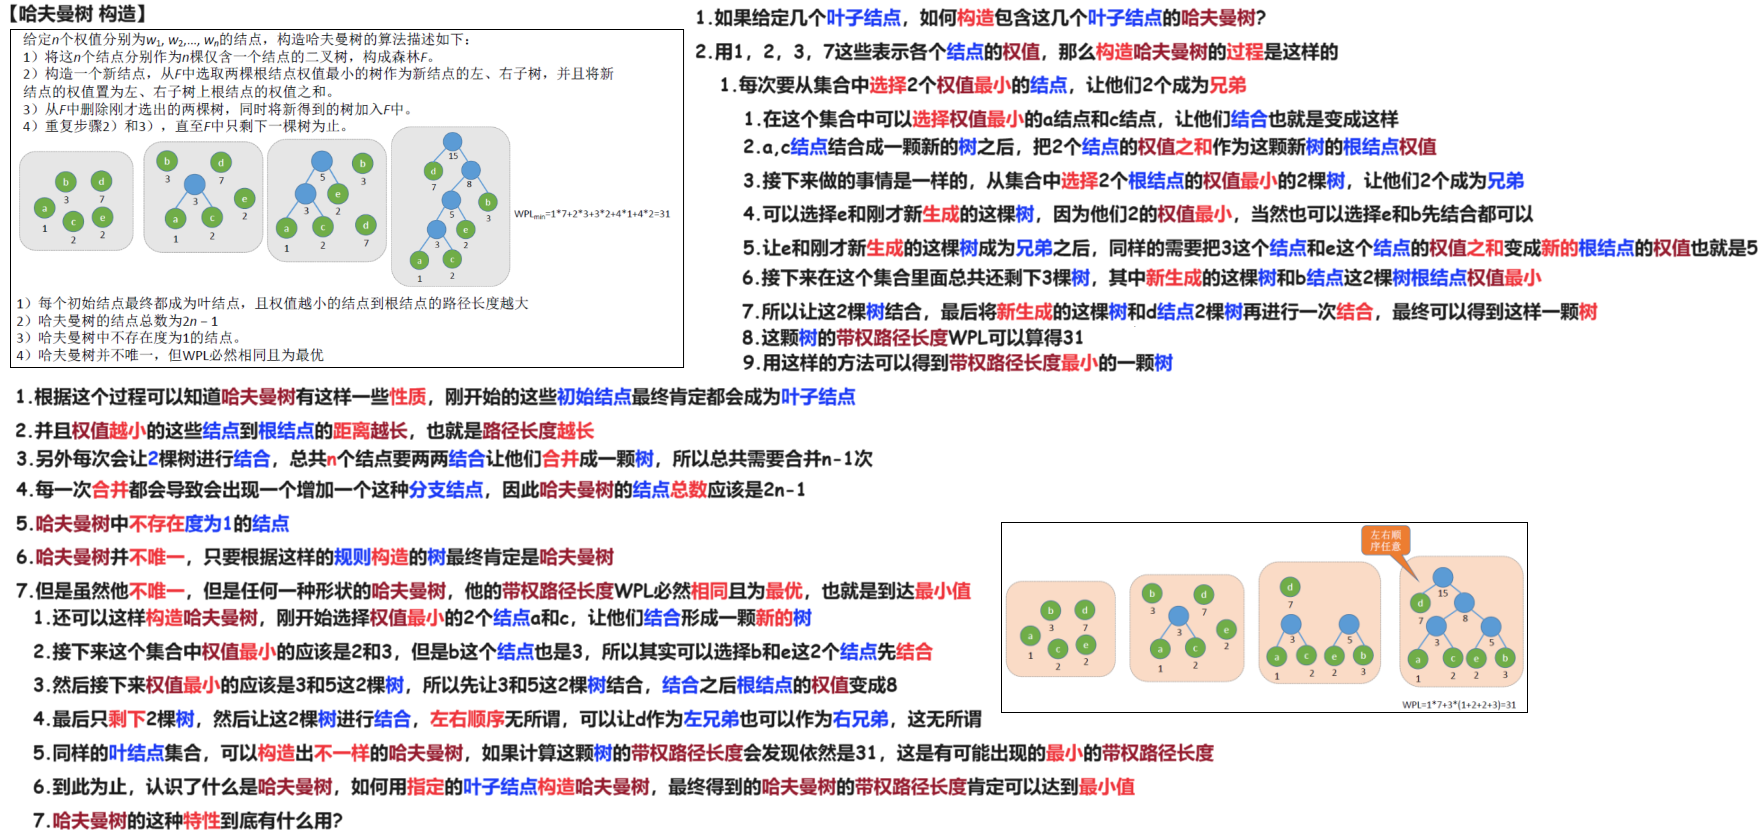 【哈夫曼树 构造】
给定n个权值分别为w₁, w₂,..., wₙ的结点，构造哈夫曼树的算法描述如下：
1）将这n个结点分别作为n棵仅含一个结点的二叉树，构成森林F。
2）构造一个新结点，从F中选取两棵根结点权值最小的树作为新结点的左、右子树，并且将新
结点的权值置为左、右子树上根结点的权值之和。
3）从F中删除刚才选出的两棵树，同时将新得到的树加入F中。
4）重复步骤2）和3），直至F中只剩下一棵树为止。
b d
3 7
a c e
1 2 2
b d
3 7
3 e
2
a c
1 2
5 b
3
3 e
2
a c d
1 2 7
15
d 8
7
5 b
3
3 e
2
a c
1 2
WPLmin=1*7+2*3+3*2+4*1+4*2=31
1）每个初始结点最终都成为叶结点，且权值越小的结点到根结点的路径长度越大
2）哈夫曼树的结点总数为2n − 1
3）哈夫曼树中不存在度为1的结点。
4）哈夫曼树并不唯一，但WPL必然相同且为最优
1.如果给定几个叶子结点，如何构造包含这几个叶子结点的哈夫曼树?
2.用1，2，3，7这些表示各个结点的权值，那么构造哈夫曼树的过程是这样的
1.每次要从集合中选择2个权值最小的结点，让他们2个成为兄弟
1.在这个集合中可以选择权值最小的a结点和c结点，让他们结合也就是变成这样
2.a,c结点结合成一颗新的树之后，把2个结点的权值之和作为这颗新树的根结点权值
3.接下来做的事情是一样的，从集合中选择2个根结点的权值最小的2棵树，让他们2个成为兄弟
4.可以选择e和刚才新生成的这棵树，因为他们2的权值最小，当然也可以选择e和b先结合都可以
5.让e和刚才新生成的这棵树成为兄弟之后，同样的需要把3这个结点和e这个结点的权值之和变成新的根结点的权值也就是5
6.接下来在这个集合里面总共还剩下3棵树，其中新生成的这棵树和b结点这2棵树根结点权值最小
7.所以让这2棵树结合，最后将新生成的这棵树和d结点2棵树再进行一次结合，最终可以得到这样一颗树
8.这颗树的带权路径长度WPL可以算得31
9.用这样的方法可以得到带权路径长度最小的一颗树
1.根据这个过程可以知道哈夫曼树有这样一些性质，刚开始的这些初始结点最终肯定都会成为叶子结点
2.并且权值越小的这些结点到根结点的距离越长，也就是路径长度越长
3.另外每次会让2棵树进行结合，总共n个结点要两两结合让他们合并成一颗树，所以总共需要合并n-1次
4.每一次合并都会导致会出现一个增加一个这种分支结点，因此哈夫曼树的结点总数应该是2n-1
5.哈夫曼树中不存在度为1的结点
6.哈夫曼树并不唯一，只要根据这样的规则构造的树最终肯定是哈夫曼树
7.但是虽然他不唯一，但是任何一种形状的哈夫曼树，他的带权路径长度WPL必然相同且为最优，也就是到达最小值
1.还可以这样构造哈夫曼树，刚开始选择权值最小的2个结点a和c，让他们结合形成一颗新的树
2.接下来这个集合中权值最小的应该是2和3，但是b这个结点也是3，所以其实可以选择b和e这2个结点先结合
3.然后接下来权值最小的应该是3和5这2棵树，所以先让3和5这2棵树结合，结合之后根结点的权值变成8
4.最后只剩下2棵树，然后让这2棵树进行结合，左右顺序无所谓，可以让d作为左兄弟也可以作为右兄弟，这无所谓
5.同样的叶结点集合，可以构造出不一样的哈夫曼树，如果计算这颗树的带权路径长度会发现依然是31，这是有可能出现的最小的带权路径长度
6.到此为止，认识了什么是哈夫曼树，如何用指定的叶子结点构造哈夫曼树，最终得到的哈夫曼树的带权路径长度肯定可以达到最小值
7.哈夫曼树的这种特性到底有什么用?
左右顺
序任意
b d
3 7
a c e
1 2 2
b d
3 7
3 e
2
a c
1 2
d
7
3 5
a c e b
1 2 2 3
15
d 8
7
3 5
a c e b
1 2 2 3
WPL=1*7+3*(1+2+2+3)=31